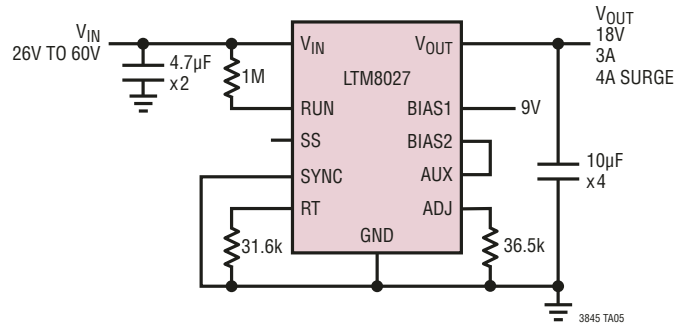 VIN
26V TO 60V
4.7µF
x2
1M
VIN
RUN
SS
SYNC
RT
LTM8027
GND
VOUT
BIAS1
BIAS2
AUX
ADJ
9V
VOUT
18V
3A
4A SURGE
10µF
x4
31.6k
36.5k
3845 TA05